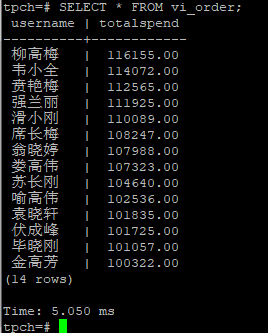 tpch=# SELECT * FROM vi_order;
username | totalspend
----------+------------
柳高梅 | 116155.00
韦小全 | 114072.00
贲艳梅 | 112565.00
强兰丽 | 111925.00
滑小刚 | 110089.00
席长梅 | 108247.00
翁晓婷 | 107988.00
娄高伟 | 107323.00
苏长刚 | 104640.00
喻高伟 | 102536.00
袁晓轩 | 101835.00
伏成峰 | 101725.00
毕晓刚 | 101057.00
金高芳 | 100322.00
(14 rows)
Time: 5.050 ms
tpch=#